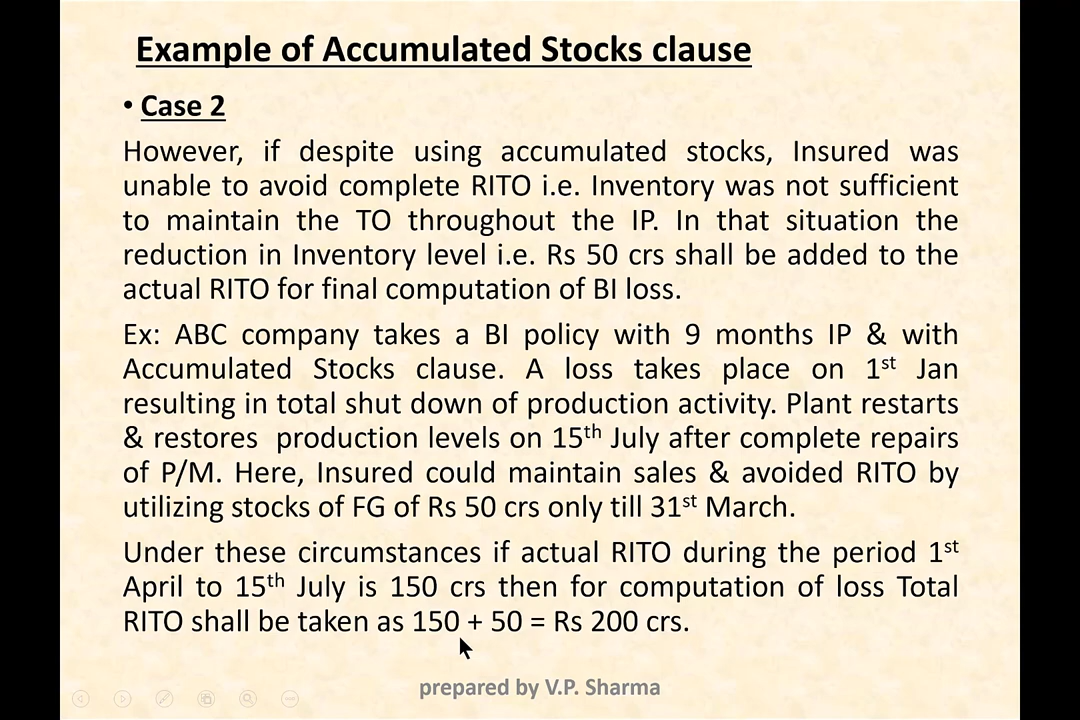 Example of Accumulated Stocks clause
• Case 2
However, if despite using accumulated stocks, Insured was
unable to avoid complete RITO i.e. Inventory was not sufficient
to maintain the TO throughout the IP. In that situation the
reduction in Inventory level i.e. Rs 50 crs shall be added to the
actual RITO for final computation of BI loss.
Ex: ABC company takes a BI policy with 9 months IP & with
Accumulated Stocks clause. A loss takes place on 1st Jan
resulting in total shut down of production activity. Plant restarts
& restores production levels on 15th July after complete repairs
of P/M. Here, Insured could maintain sales & avoided RITO by
utilizing stocks of FG of Rs 50 crs only till 31st March.
Under these circumstances if actual RITO during the period 1st
April to 15th July is 150 crs then for computation of loss Total
RITO shall be taken as 150 + 50 = Rs 200 crs.
prepared by V.P. Sharma